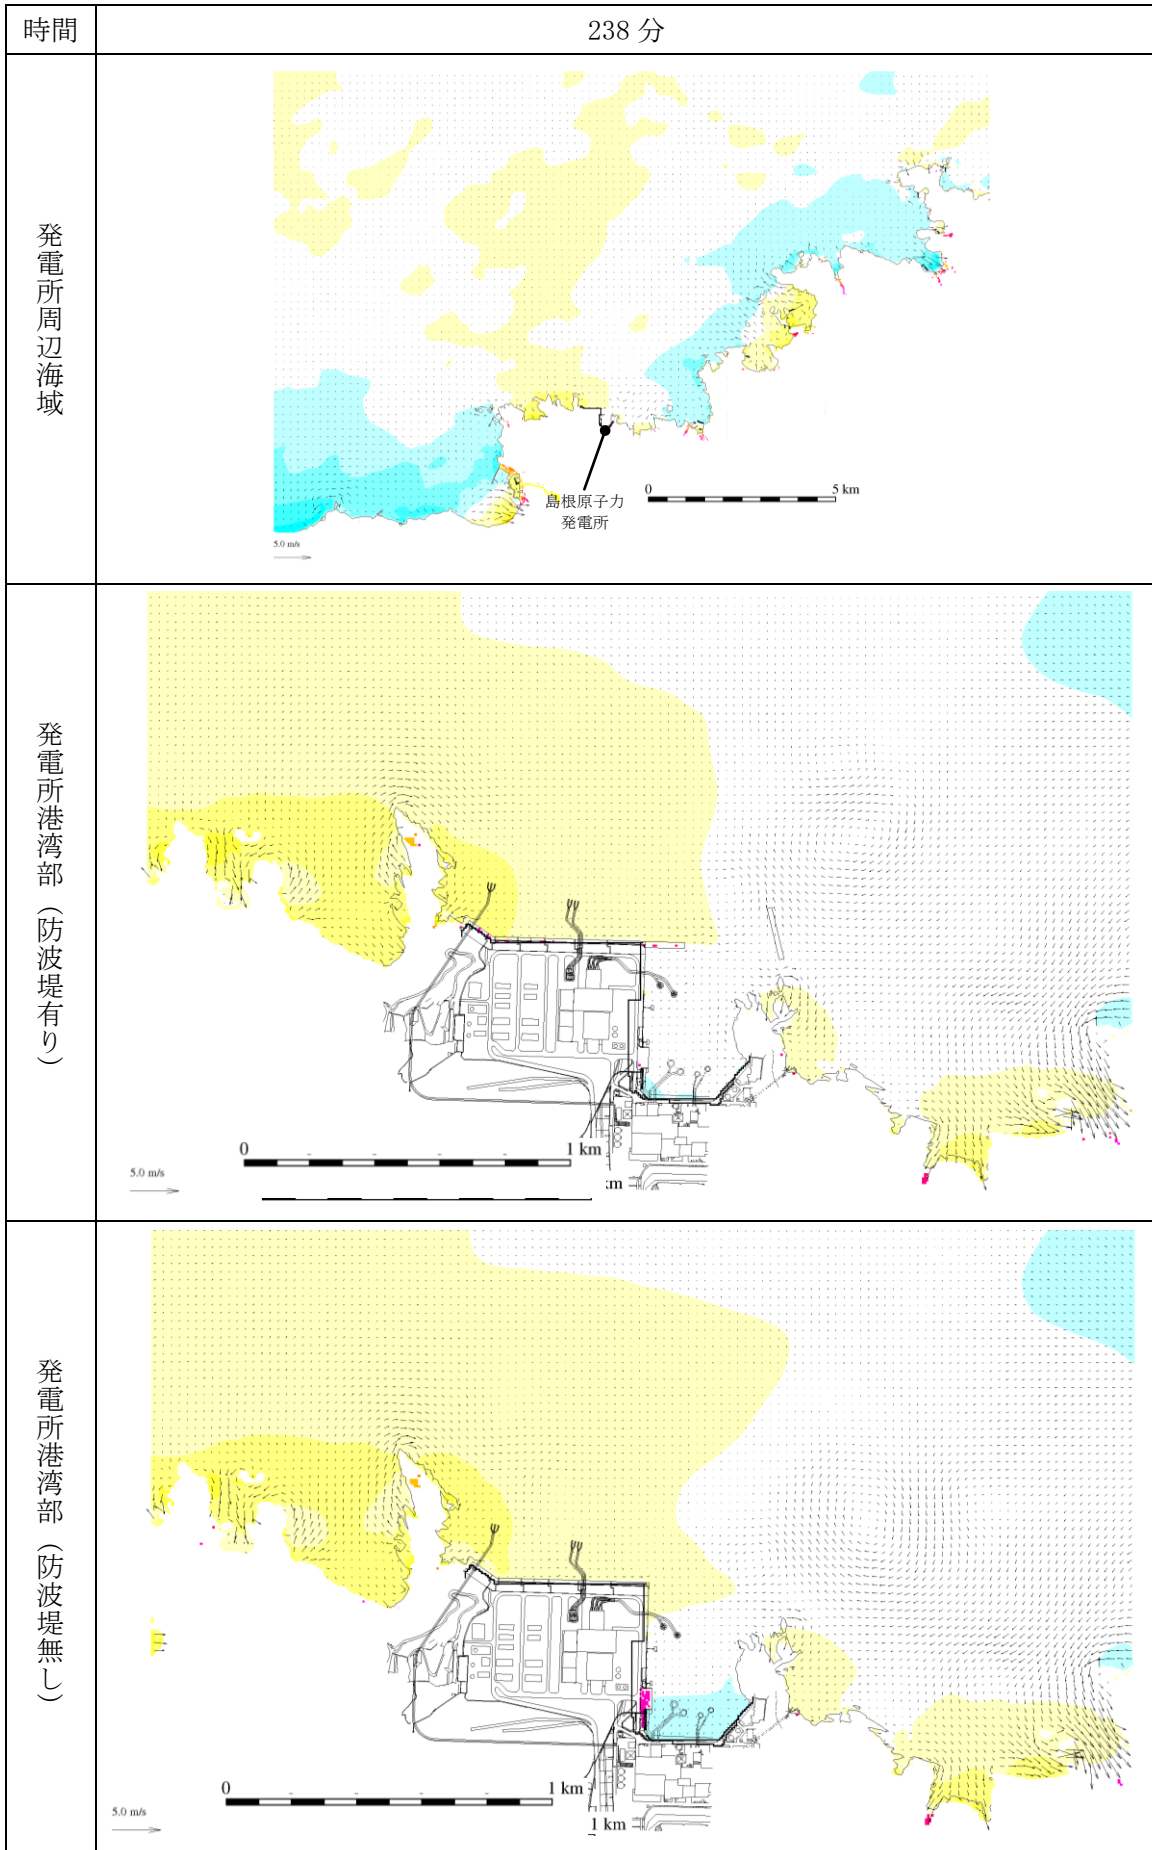 時間
238 分
発電所周辺海域
島根原子力
発電所
0
5 km
5.0 m/s
発電所港湾部（防波堤有り）
0
1 km
5.0 m/s
km
発電所港湾部（防波堤無し）
0
1 km
5.0 m/s
1 km